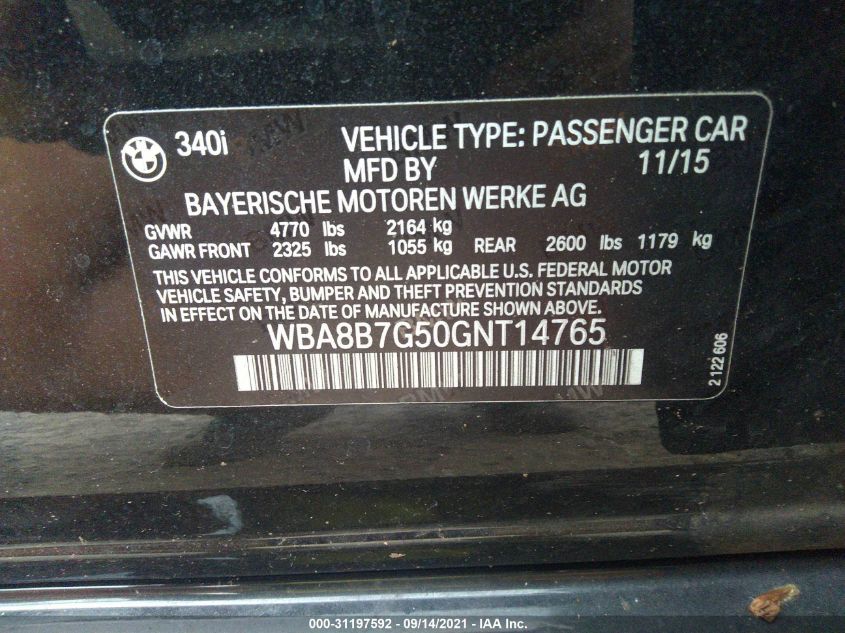 340i VEHICLE TYPE: PASSENGER CAR
MFD BY 11/15
BAYERISCHE MOTOREN WERKE AG
GVWR 4770 lbs 2164 kg
GAWR FRONT 2325 lbs 1055 kg REAR 2600 lbs 1179 kg
THIS VEHICLE CONFORMS TO ALL APPLICABLE U.S. FEDERAL MOTOR
VEHICLE SAFETY, BUMPER AND THEFT PREVENTION STANDARDS
IN EFFECT ON THE DATE OF MANUFACTURE SHOWN ABOVE.
WBA8B7G50GNT14765
2 122 606
000-31197592 - 09/14/2021 - IAA Inc.